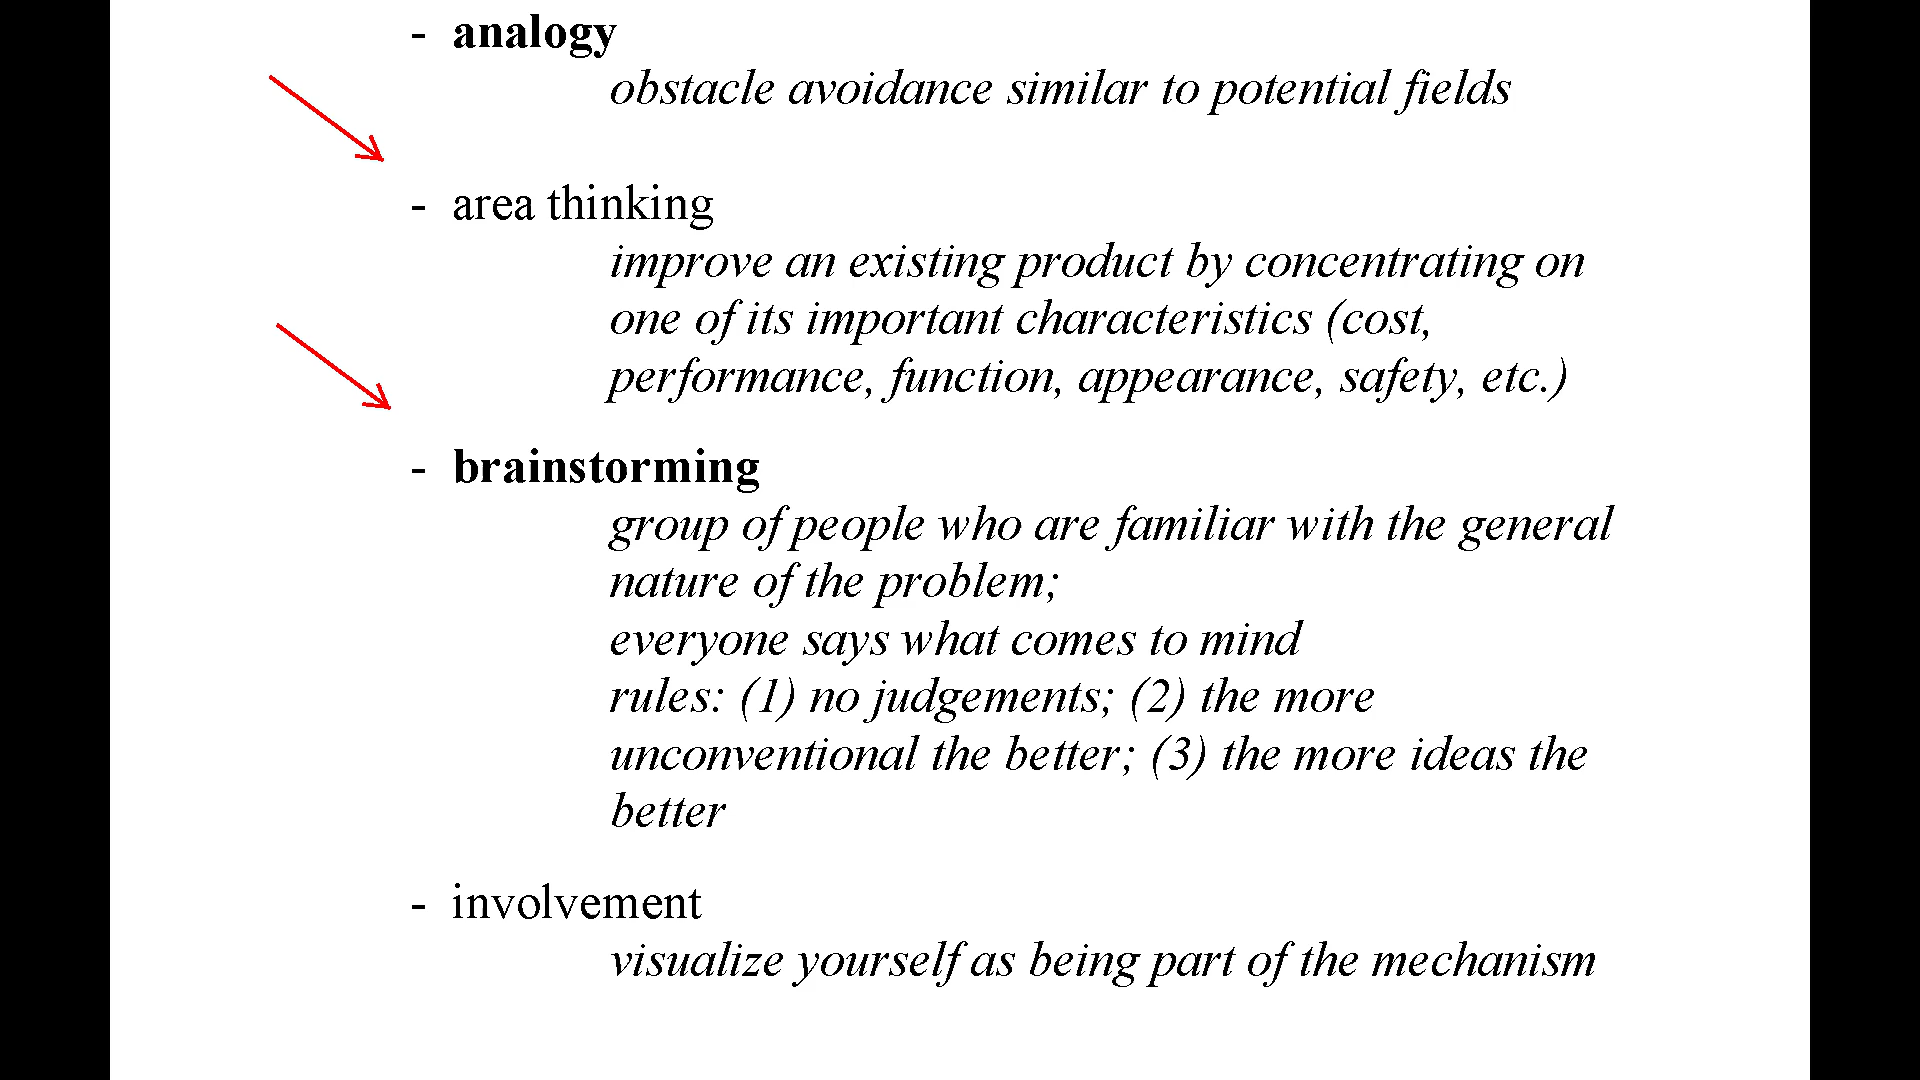 - analogy
obstacle avoidance similar to potential fields
- area thinking
improve an existing product by concentrating on
one of its important characteristics (cost,
performance, function, appearance, safety, etc.)
- brainstorming
group of people who are familiar with the general
nature of the problem;
everyone says what comes to mind
rules: (1) no judgements; (2) the more
unconventional the better; (3) the more ideas the
better
- involvement
visualize yourself as being part of the mechanism